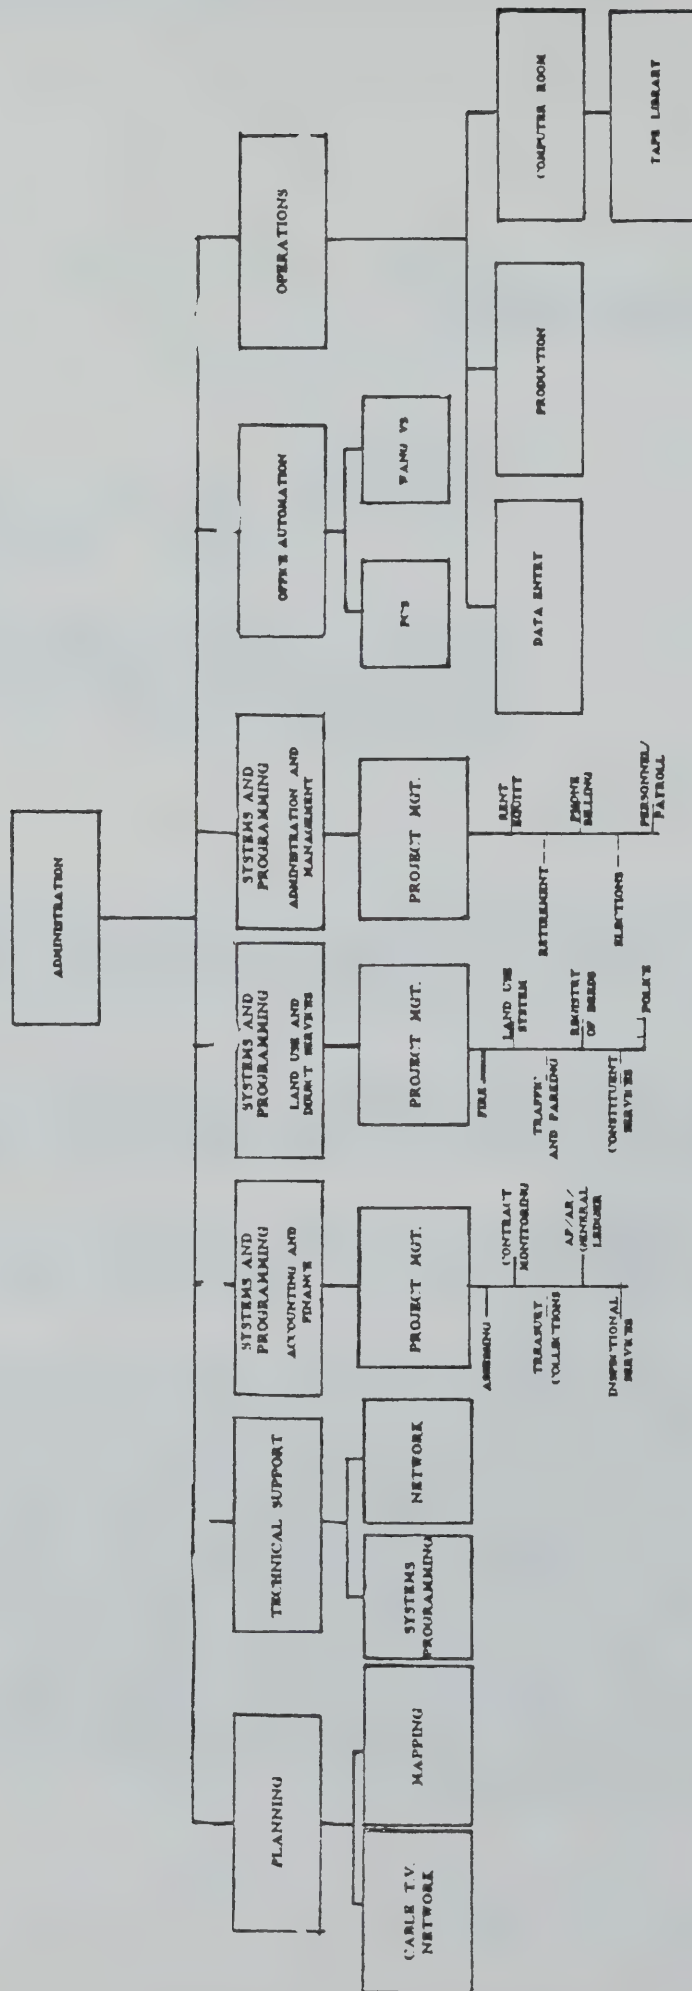 ADMINISTRATION
PLANNING
TECHNICAL SUPPORT
SYSTEMS AND
PROGRAMMING
ACCOUNTING AND
FINANCE
SYSTEMS AND
PROGRAMMING
LAND USE AND
DIRECT SERVICES
SYSTEMS AND
PROGRAMMING
ADMINISTRATION AND
MANAGEMENT
OFFICE AUTOMATION
OPERATIONS
CABLE T.V.
NETWORK
MAPPING
SYSTEMS
PROGRAMMING
NETWORK
PROJECT MGT.
PROJECT MGT.
PROJECT MGT.
PCS
WANG VS
ASSESSING
CONTRACT
MONITORING
TREASURY
COLLECTIONS
AP/AR/
GENERAL
LEDGER
INSPECTIONAL
SERVICES
FIRE
LAND USE
SYSTEM
TRAFFIC
AND PARKING
REGISTRY
OF DEEDS
CONSTITUENT
SERVICES
POLICE
RENT
EQUITY
RETIREMENT
PHONE
BILLING
ELECTIONS
PERSONNEL/
PAYROLL
DATA ENTRY
PRODUCTION
COMPUTER ROOM
TAPE LIBRARY